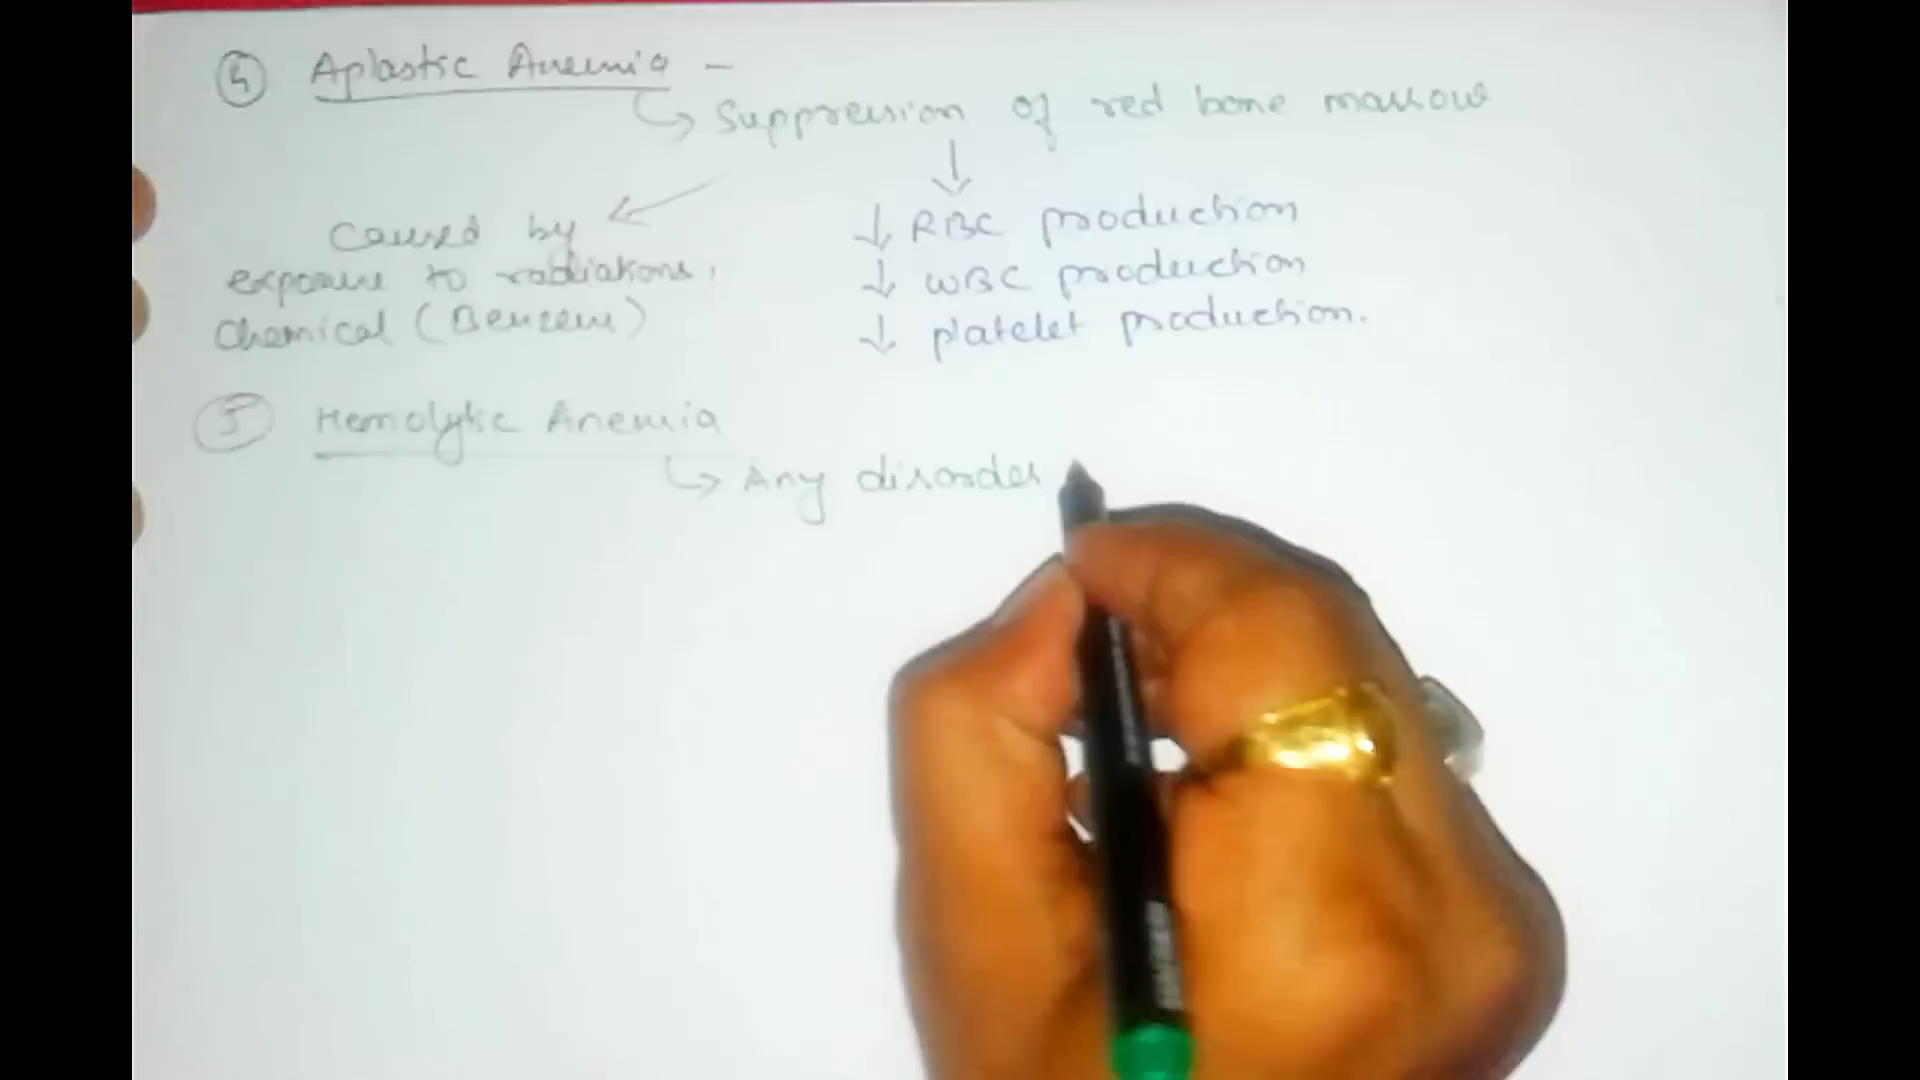 4 Aplastic Anemia -
↳ Suppression of red bone marrow
↓
Caused by
exposure to radiations,
Chemical (Benzene)
↓ RBC production
↓ WBC production
↓ platelet production.
5 Hemolytic Anemia
↳ Any disorder